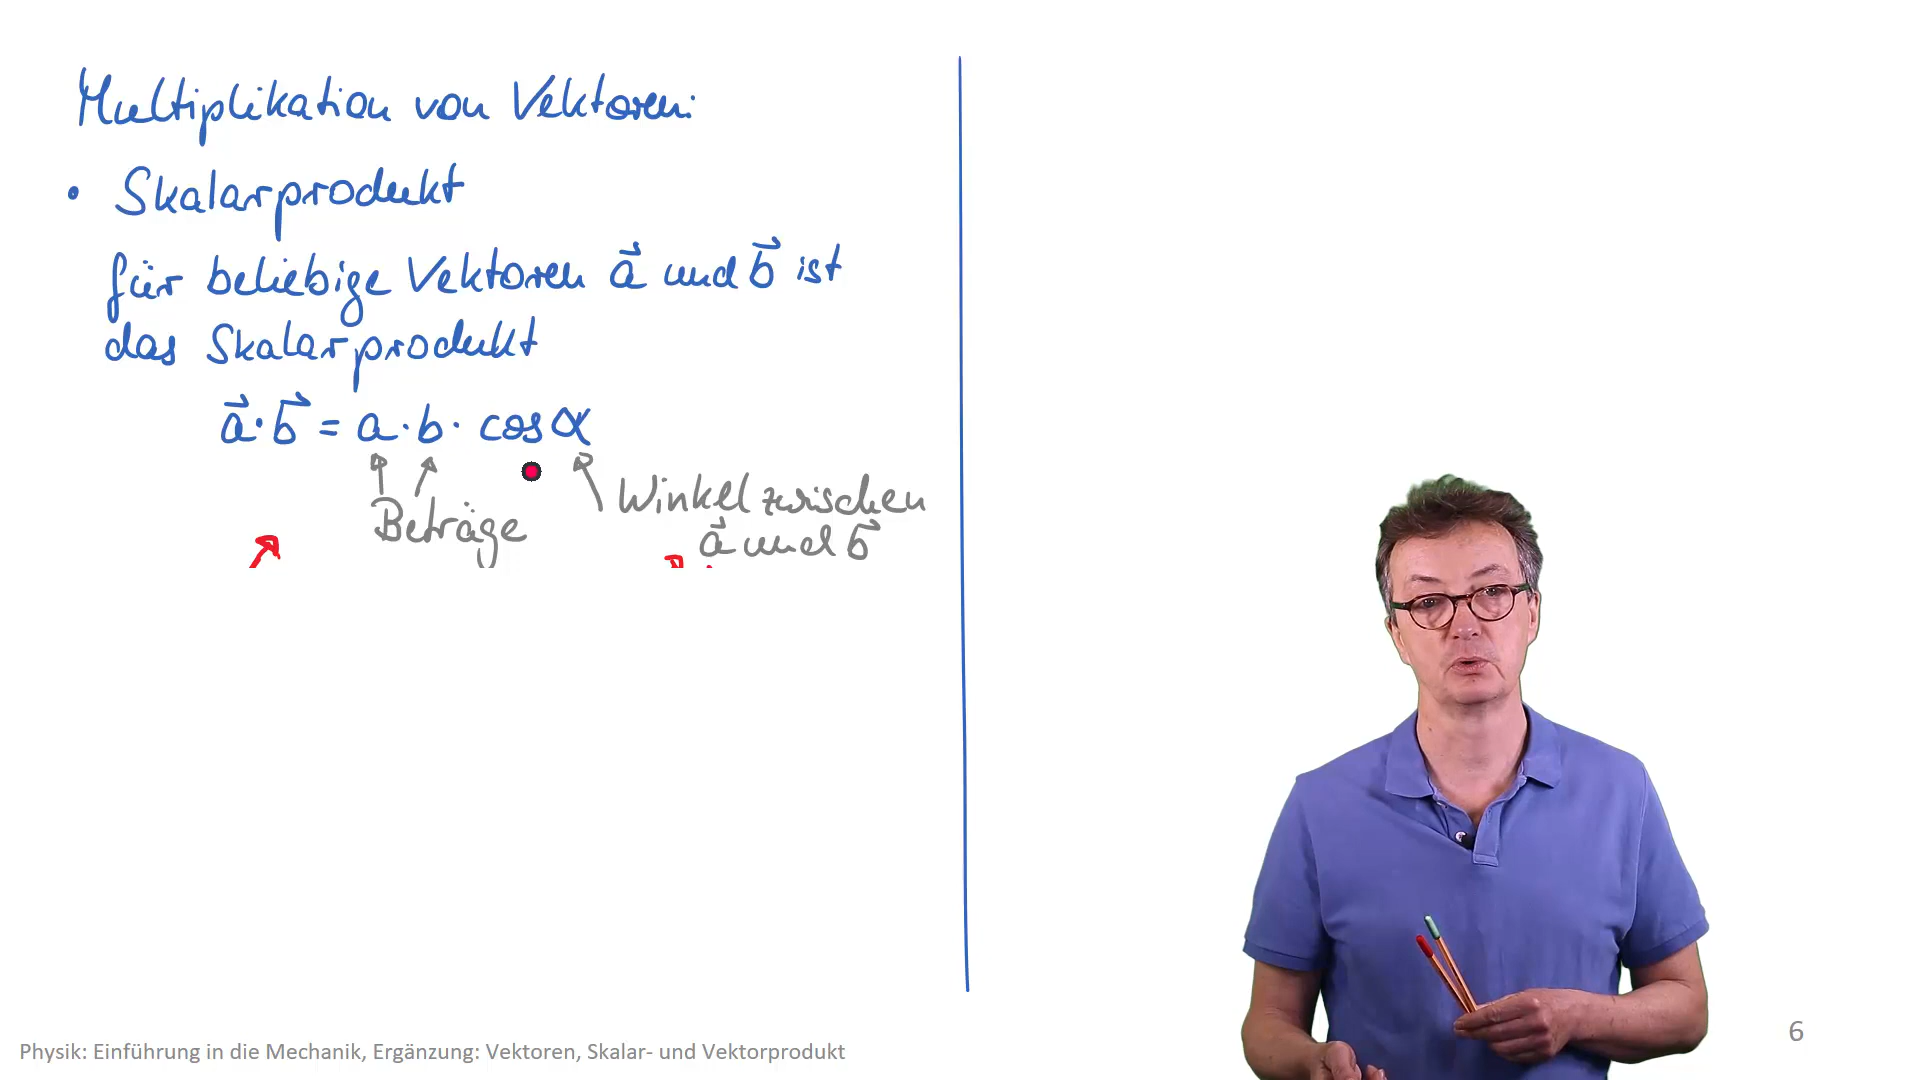 Multiplikation von Vektoren:
• Skalarprodukt
für beliebige Vektoren a⃗ und b⃗ ist
das Skalarprodukt
a⃗·b⃗ = a·b· cos α
Beträge
Winkel zwischen
a⃗ und b⃗
Physik: Einführung in die Mechanik, Ergänzung: Vektoren, Skalar- und Vektorprodukt
6